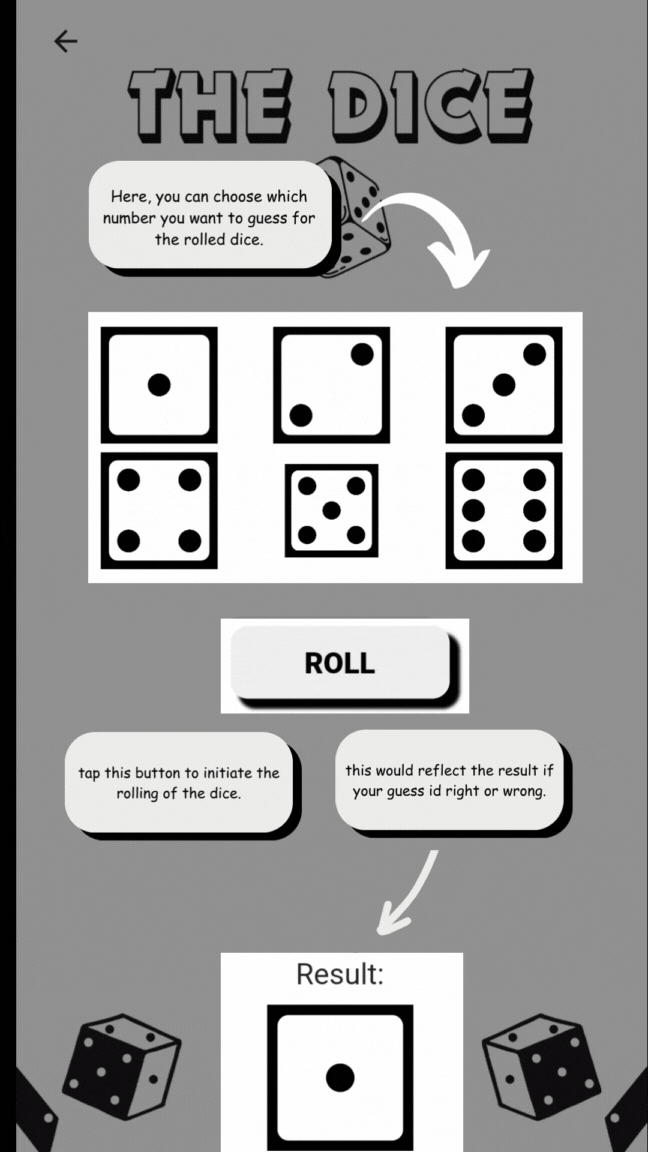 THE DICE
Here, you can choose which
number you want to guess for
the rolled dice.
ROLL
tap this button to initiate the
rolling of the dice.
this would reflect the result if
your guess id right or wrong.
Result: